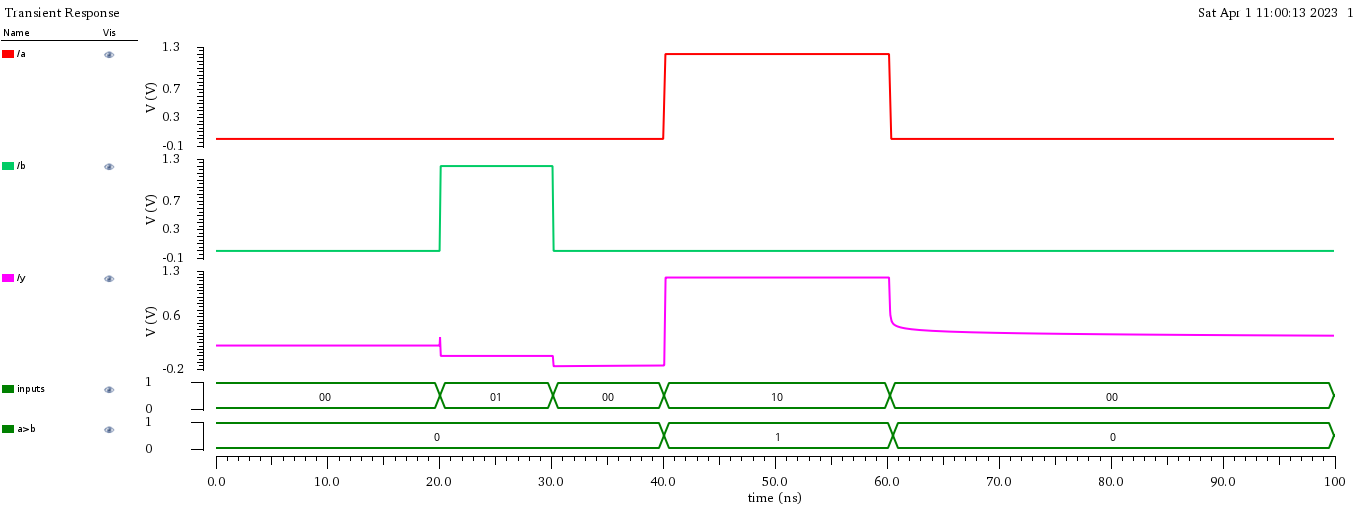 Transient Response Sat Apr 1 11:00:13 2023 1
Name Vis
/a
1.3
0.7
0.3
-0.1
V (V)
/b
1.3
0.7
0.3
-0.1
V (V)
/y
1.3
0.6
-0.2
V (V)
inputs 1
0
00 01 00 10 00
a>b 1
0
0 1 0
0.0 10.0 20.0 30.0 40.0 50.0 60.0 70.0 80.0 90.0 100
time (ns)